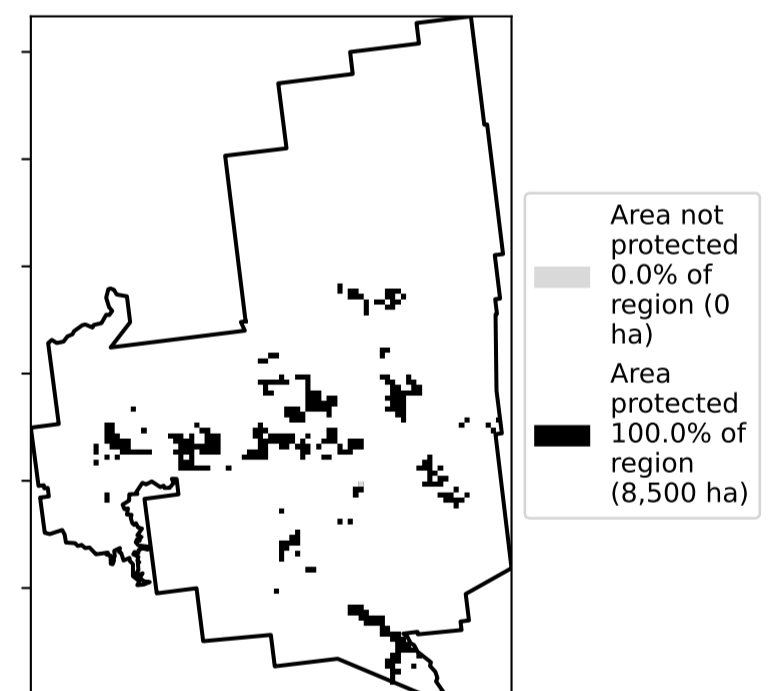 Area not
protected
0.0% of
region (0
ha)
Area
protected
100.0% of
region
(8,500 ha)